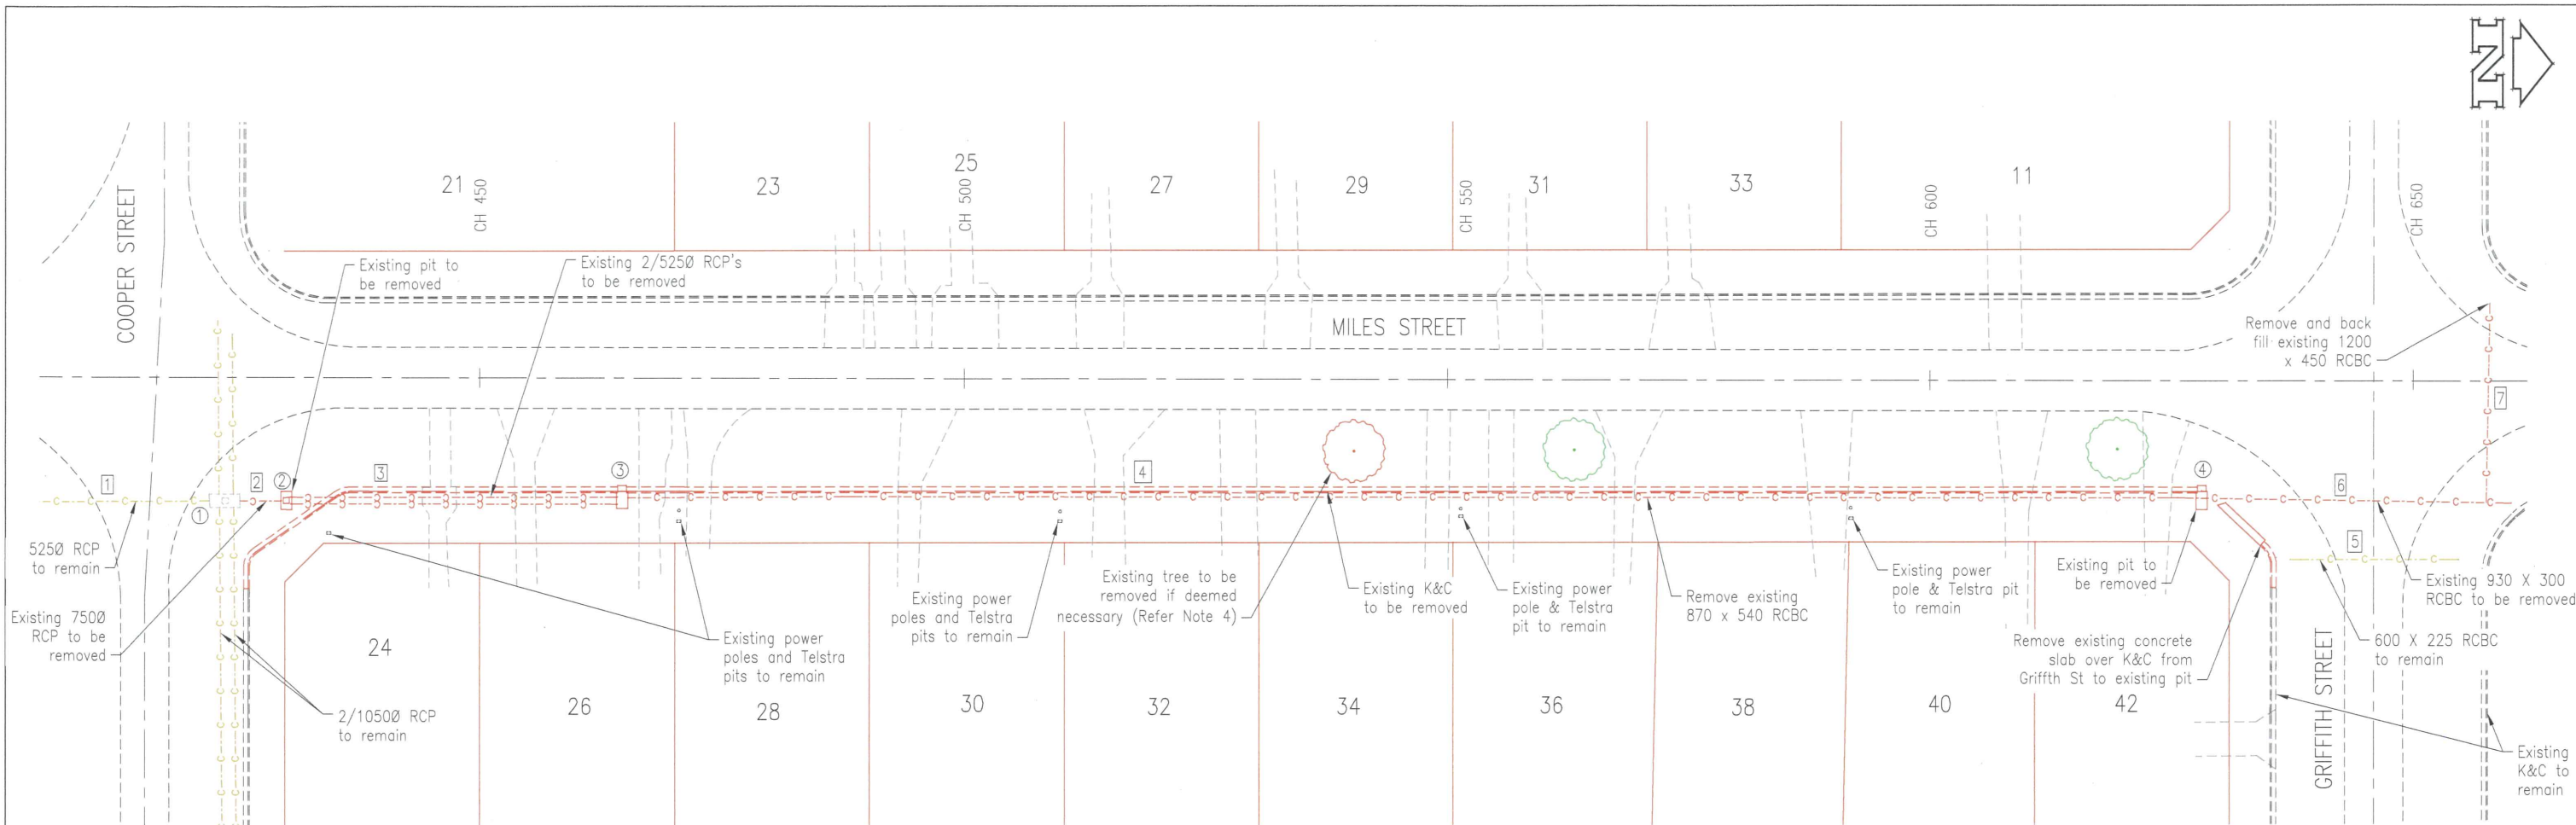 N
21
23
25
27
29
31
33
11
CH 450
CH 500
CH 550
CH 600
CH 650
COOPER STREET
Existing pit to
be removed
Existing 2/525Ø RCP's
to be removed
MILES STREET
Remove and back
fill existing 1200
x 450 RCBC
7
1
2
2
3
3
4
4
6
1
5
525Ø RCP
to remain
Existing 750Ø
RCP to be
removed
2/1050Ø RCP
to remain
Existing power
poles and Telstra
pits to remain
Existing power
poles and Telstra
pits to remain
Existing tree to be
removed if deemed
necessary (Refer Note 4)
Existing K&C
to be removed
Existing power
pole & Telstra
pit to remain
Remove existing
870 x 540 RCBC
Existing power
pole & Telstra pit
to remain
Existing pit to
be removed
Remove existing concrete
slab over K&C from
Griffth St to existing pit
Existing 930 X 300
RCBC to be removed
600 X 225 RCBC
to remain
GRIFFITH STREET
Existing
K&C to
remain
24
26
28
30
32
34
36
38
40
42